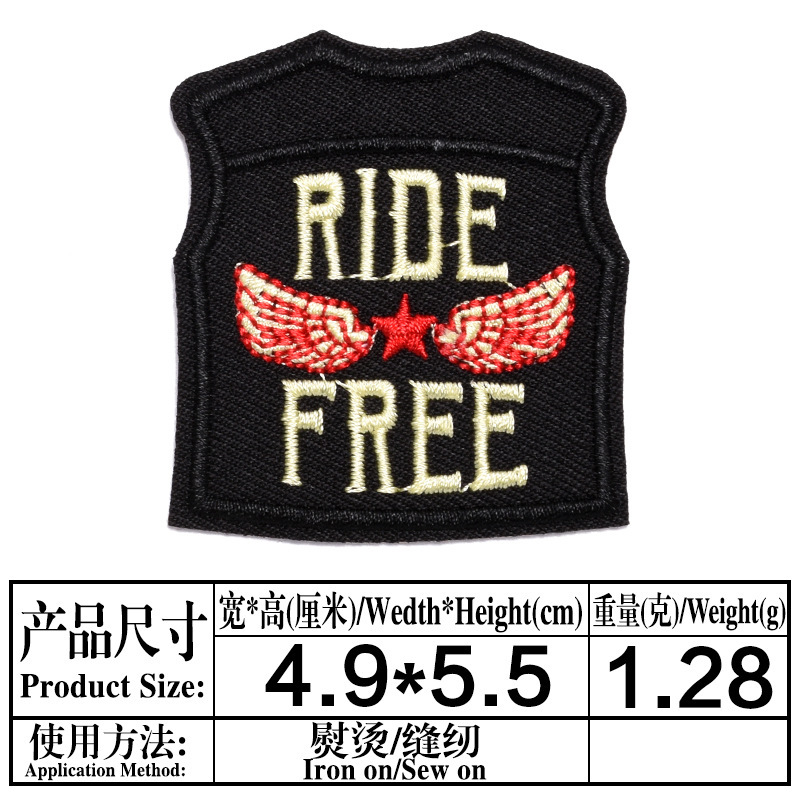 RIDE
FREE
产品尺寸
Product Size:
宽*高(厘米)/Wedth*Height(cm)
重量(克)/Weight(g)
4.9*5.5
1.28
使用方法:
Application Method:
熨烫/缝纫
Iron on/Sew on